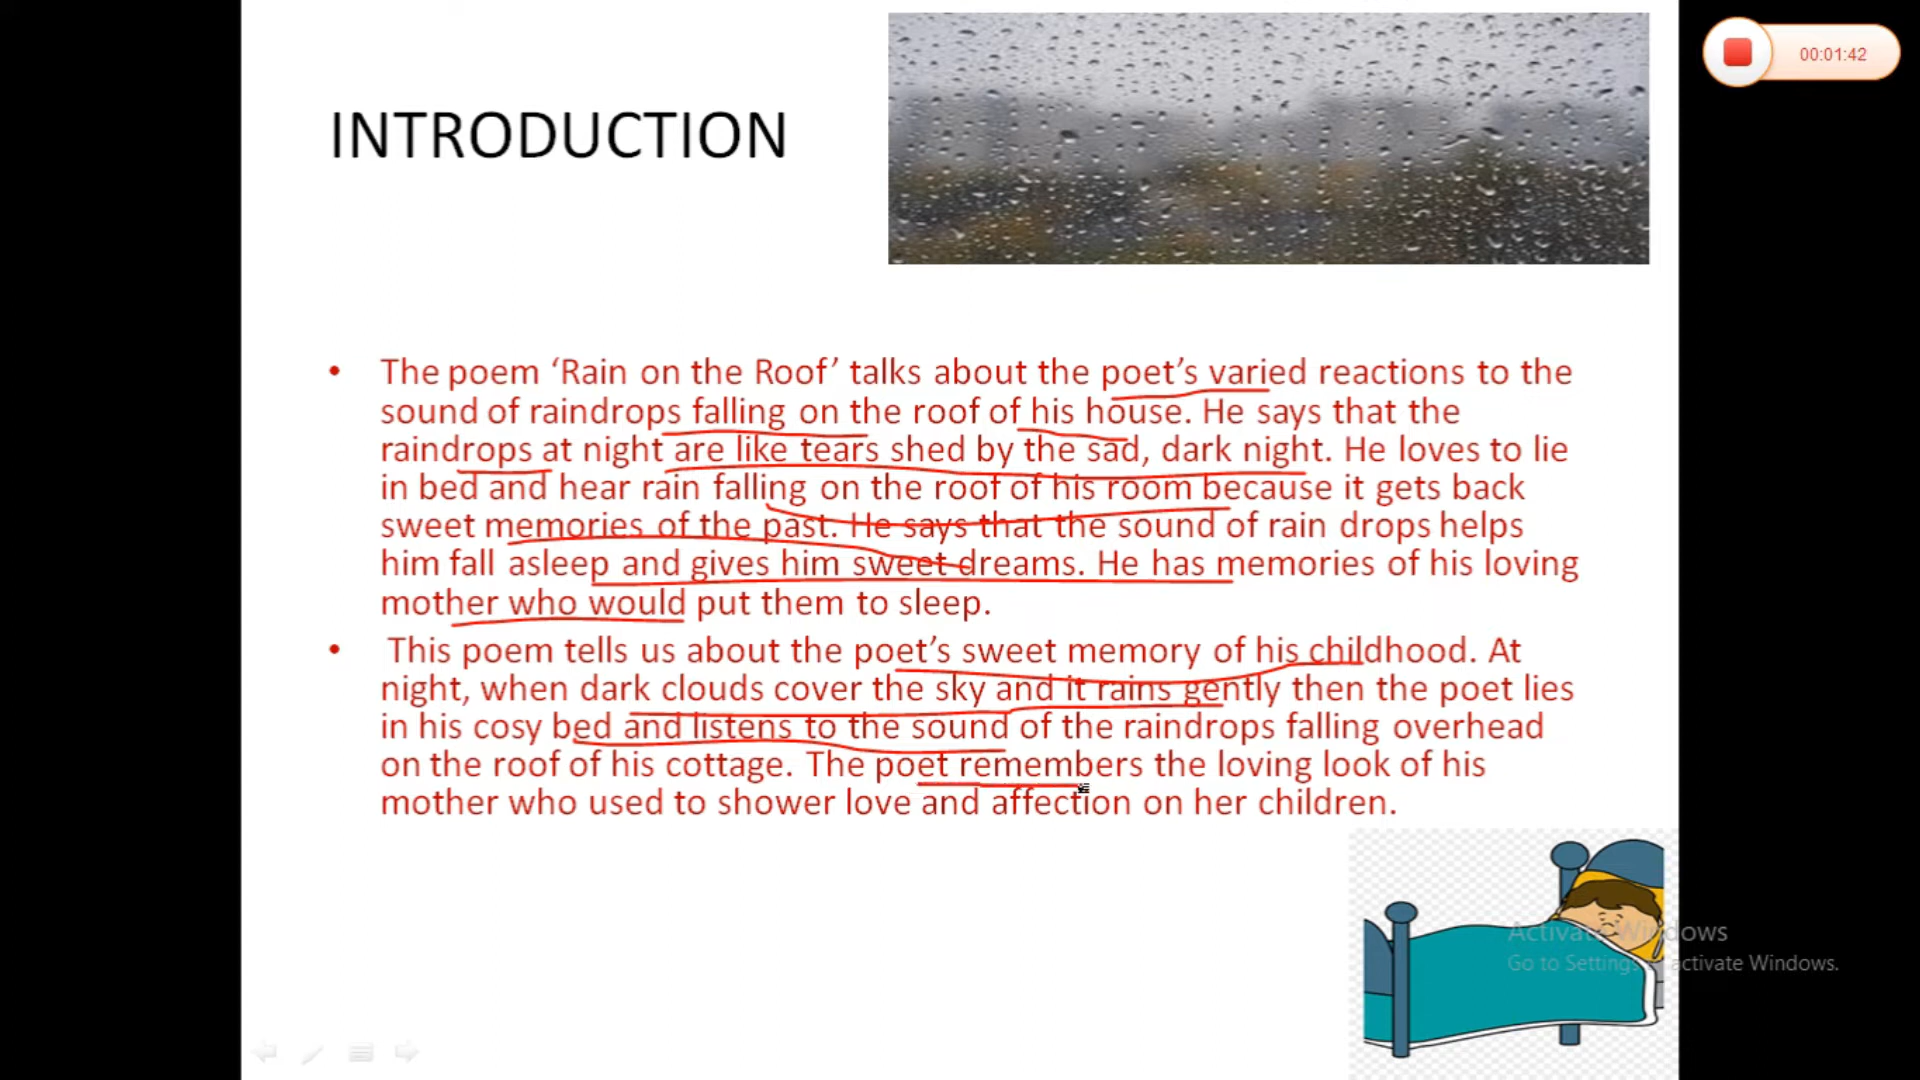 00:01:42
INTRODUCTION
• The poem ‘Rain on the Roof’ talks about the poet’s varied reactions to the
sound of raindrops falling on the roof of his house. He says that the
raindrops at night are like tears shed by the sad, dark night. He loves to lie
in bed and hear rain falling on the roof of his room because it gets back
sweet memories of the past. He says that the sound of rain drops helps
him fall asleep and gives him sweet dreams. He has memories of his loving
mother who would put them to sleep.
• This poem tells us about the poet’s sweet memory of his childhood. At
night, when dark clouds cover the sky and it rains gently then the poet lies
in his cosy bed and listens to the sound of the raindrops falling overhead
on the roof of his cottage. The poet remembers the loving look of his
mother who used to shower love and affection on her children.
Activate Windows
Go to Settings to activate Windows.